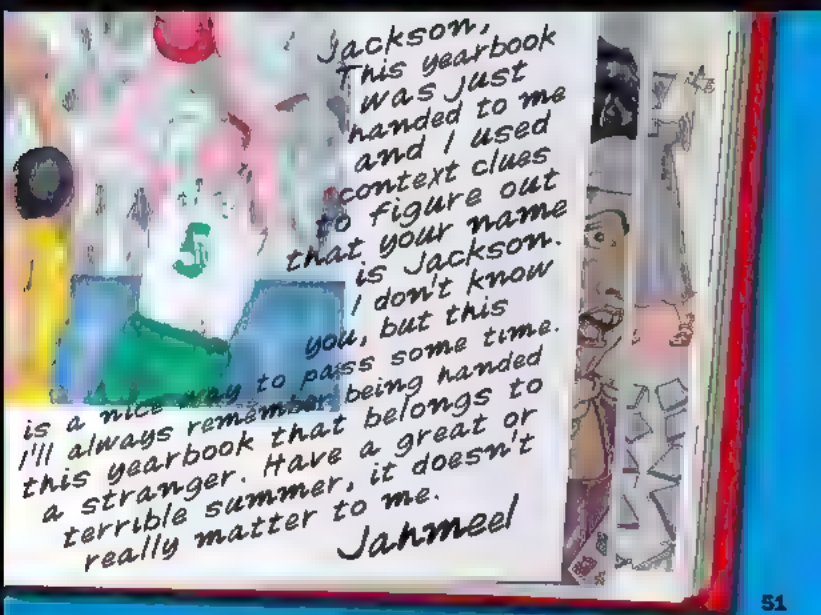 Jackson,
This yearbook
was just
handed to me
and I used
context clues
to figure out
that your name
is Jackson.
I don't know
you, but this
is a nice way to pass some time.
I'll always remember being handed
this yearbook that belongs to
a stranger. Have a great or
terrible summer, it doesn't
really matter to me.
Jahmeel
5
51